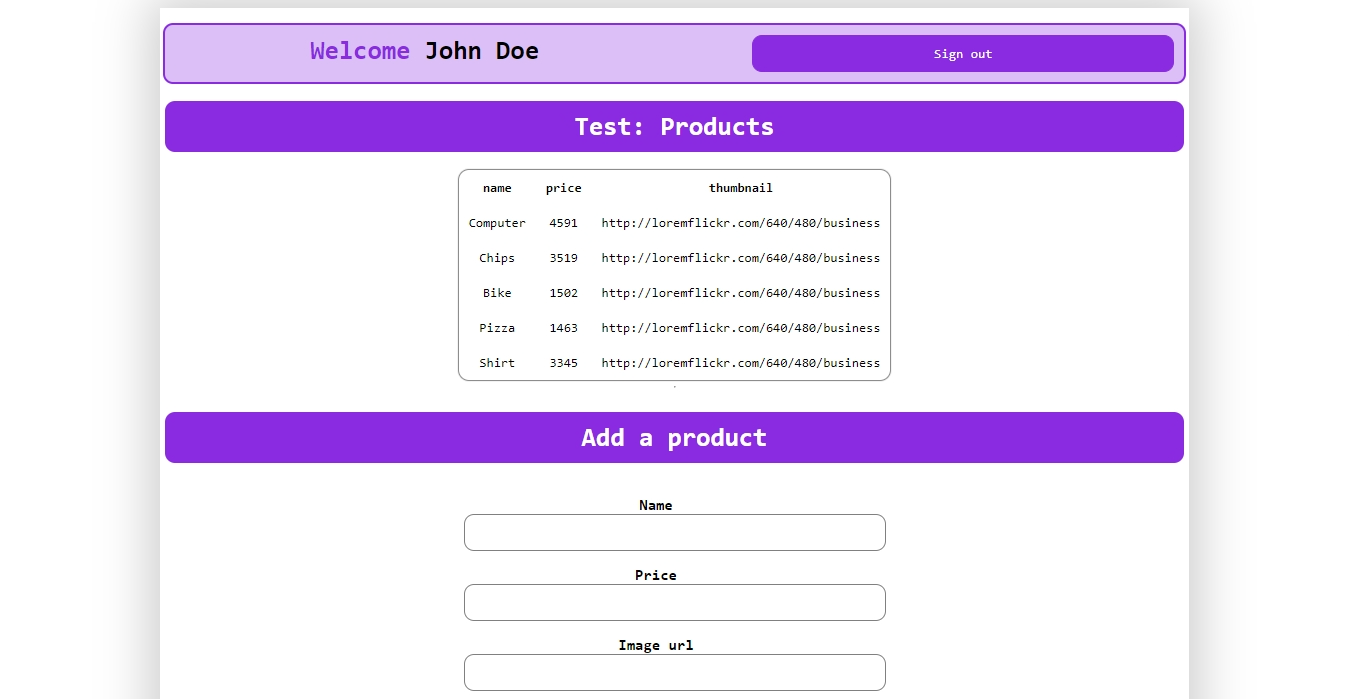 Welcome John Doe
Sign out
Test: Products
name price thumbnail
Computer 4591 http://loremflickr.com/640/480/business
Chips 3519 http://loremflickr.com/640/480/business
Bike 1502 http://loremflickr.com/640/480/business
Pizza 1463 http://loremflickr.com/640/480/business
Shirt 3345 http://loremflickr.com/640/480/business
Add a product
Name
Price
Image url